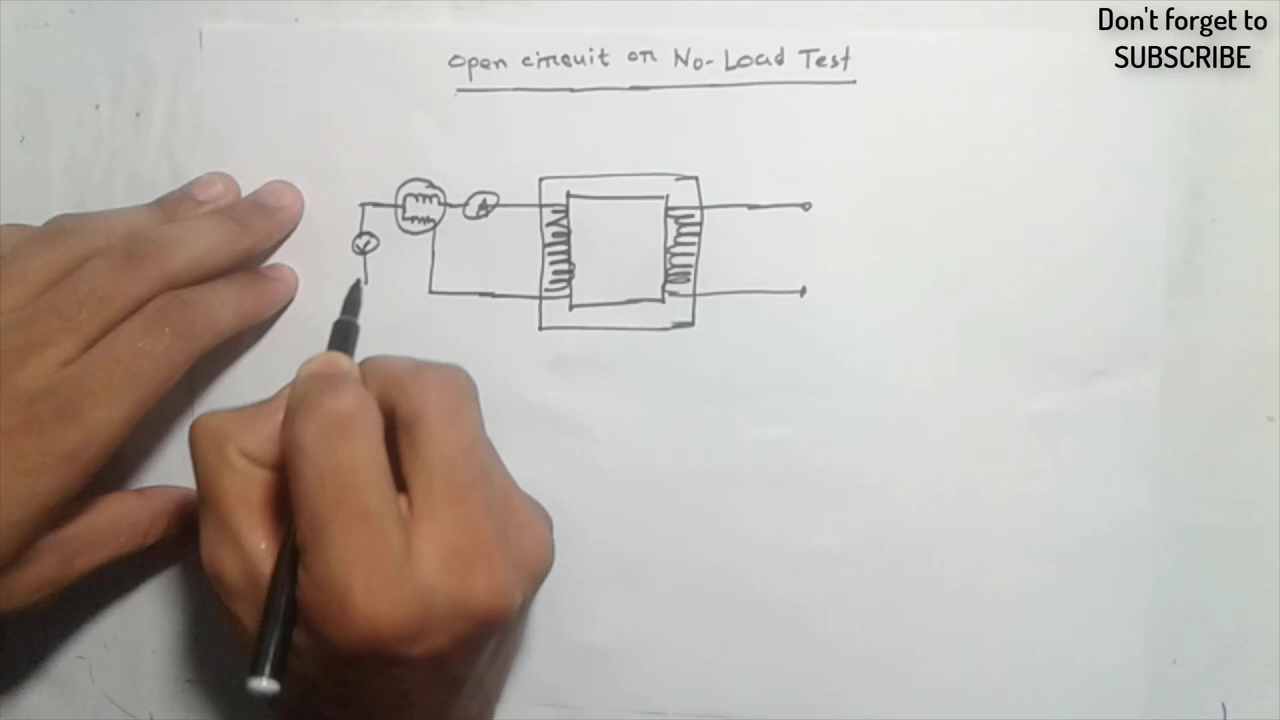 Don't forget to
SUBSCRIBE
Open circuit or No-Load Test
A
V